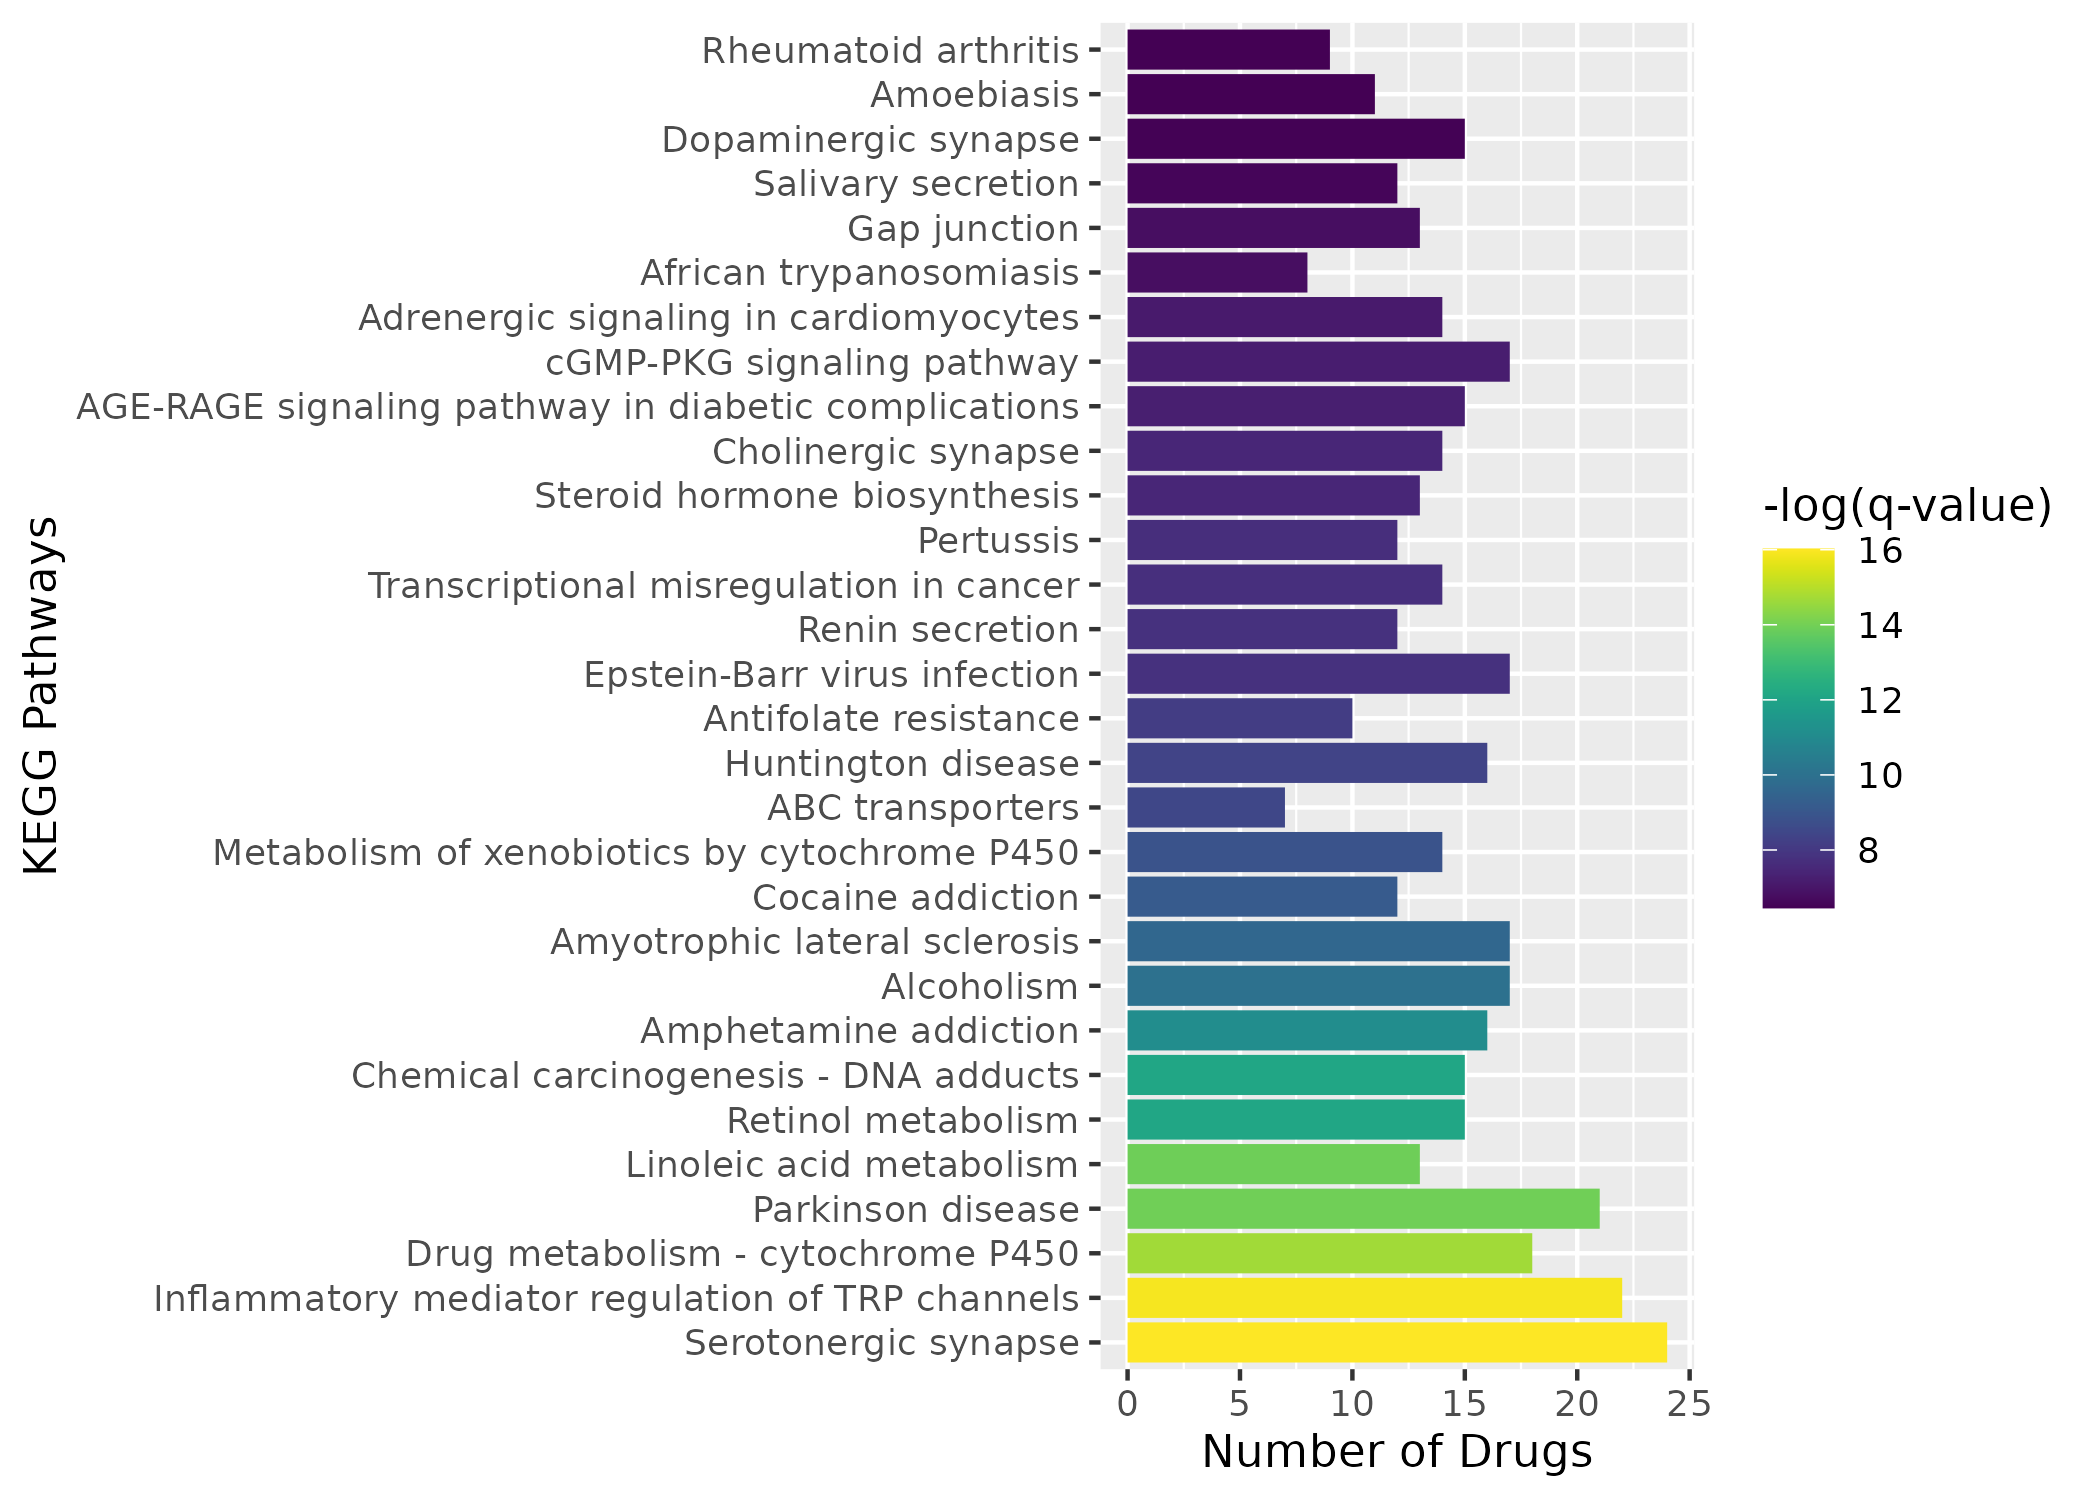 Rheumatoid arthritis
Amoebiasis
Dopaminergic synapse
Salivary secretion
Gap junction
African trypanosomiasis
Adrenergic signaling in cardiomyocytes
cGMP-PKG signaling pathway
AGE-RAGE signaling pathway in diabetic complications
Cholinergic synapse
Steroid hormone biosynthesis
Pertussis
Transcriptional misregulation in cancer
Renin secretion
Epstein-Barr virus infection
Antifolate resistance
Huntington disease
ABC transporters
Metabolism of xenobiotics by cytochrome P450
Cocaine addiction
Amyotrophic lateral sclerosis
Alcoholism
Amphetamine addiction
Chemical carcinogenesis - DNA adducts
Retinol metabolism
Linoleic acid metabolism
Parkinson disease
Drug metabolism - cytochrome P450
Inflammatory mediator regulation of TRP channels
Serotonergic synapse
KEGG Pathways
0 5 10 15 20 25
Number of Drugs
-log(q-value)
16
14
12
10
8